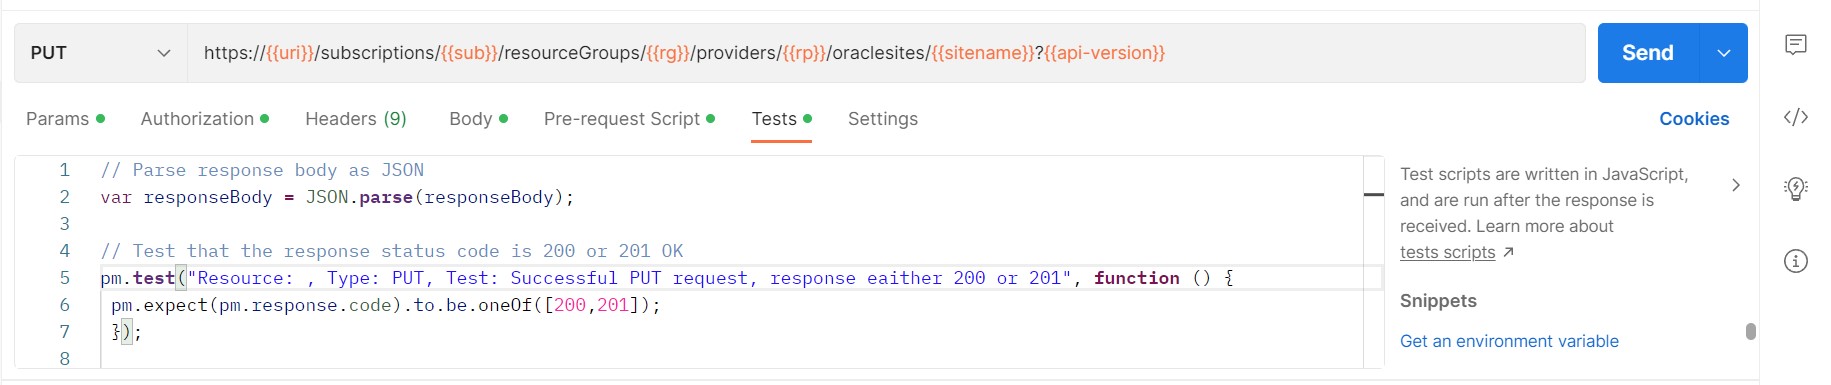 PUT
https://{{uri}}/subscriptions/{{sub}}/resourceGroups/{{rg}}/providers/{{rp}}/oraclesites/{{sitename}}?{{api-version}}
Send
Params
Authorization
Headers (9)
Body
Pre-request Script
Tests
Settings
Cookies
1 // Parse response body as JSON
2 var responseBody = JSON.parse(responseBody);
3
4 // Test that the response status code is 200 or 201 OK
5 pm.test("Resource: , Type: PUT, Test: Successful PUT request, response eaither 200 or 201", function () {
6 pm.expect(pm.response.code).to.be.oneOf([200,201]);
7 });
8
Test scripts are written in JavaScript,
and are run after the response is
received. Learn more about
tests scripts ↗
Snippets
Get an environment variable